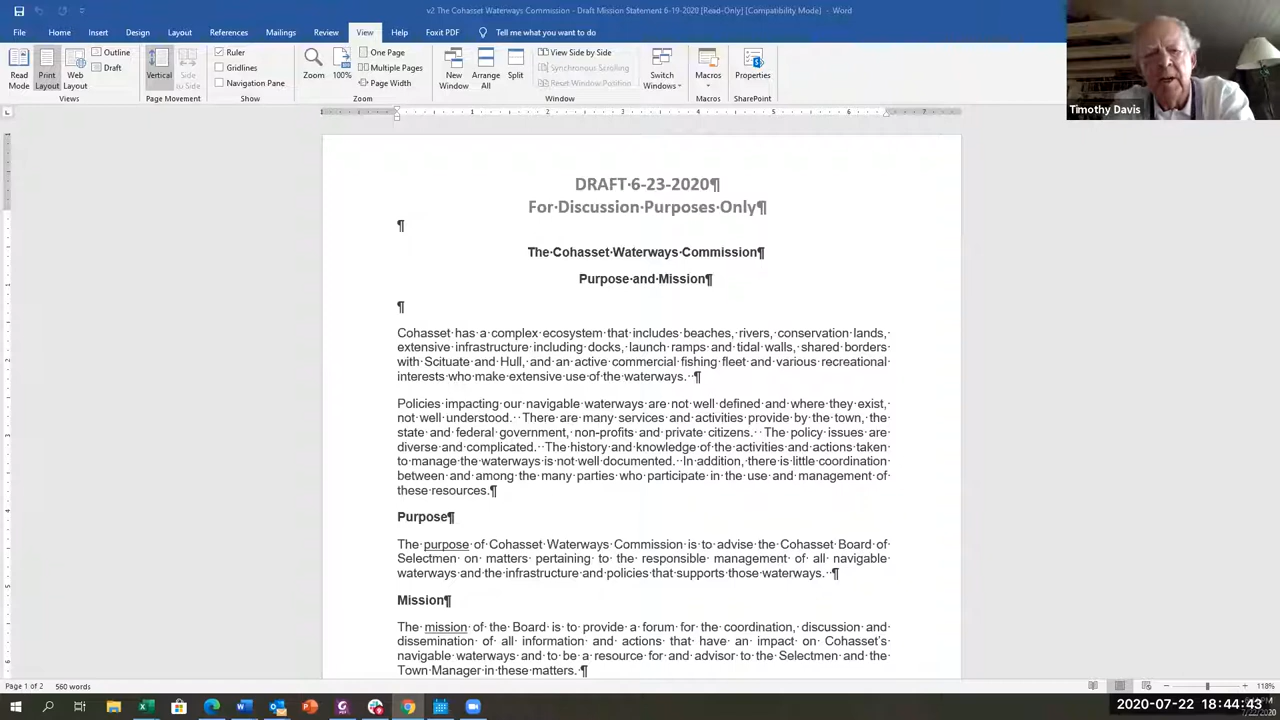 v2 The Cohasset Waterways Commission - Draft Mission Statement 6-19-2020 [Read-Only] [Compatibility Mode] - Word
File Home Insert Design Layout References Mailings Review View Help Foxit PDF Tell me what you want to do
Read Mode
Print Layout
Web Layout
Outline
Draft
Views
Vertical
Side to Side
Page Movement
Ruler
Gridlines
Navigation Pane
Show
Zoom
100%
One Page
Multiple Pages
Page Width
Zoom
New Window
Arrange All
Split
View Side by Side
Synchronous Scrolling
Reset Window Position
Window
Switch Windows
Macros
Macros
Properties
SharePoint
Timothy Davis
DRAFT·6-23-2020¶
For·Discussion·Purposes·Only¶
¶
The·Cohasset·Waterways·Commission¶
Purpose·and·Mission¶
¶
Cohasset has a complex ecosystem that includes beaches, rivers, conservation lands,
extensive infrastructure including docks, launch ramps and tidal walls, shared borders
with Scituate and Hull, and an active commercial fishing fleet and various recreational
interests who make extensive use of the waterways. ¶
Policies impacting our navigable waterways are not well defined and where they exist,
not well understood. There are many services and activities provide by the town, the
state and federal government, non-profits and private citizens. The policy issues are
diverse and complicated. The history and knowledge of the activities and actions taken
to manage the waterways is not well documented. In addition, there is little coordination
between and among the many parties who participate in the use and management of
these resources.¶
Purpose¶
The purpose of Cohasset Waterways Commission is to advise the Cohasset Board of
Selectmen on matters pertaining to the responsible management of all navigable
waterways and the infrastructure and policies that supports those waterways. ¶
Mission¶
The mission of the Board is to provide a forum for the coordination, discussion and
dissemination of all information and actions that have an impact on Cohasset's
navigable waterways and to be a resource for and advisor to the Selectmen and the
Town Manager in these matters. ¶
Page 1 of 2 560 words
118%
2020-07-22 18:44:43